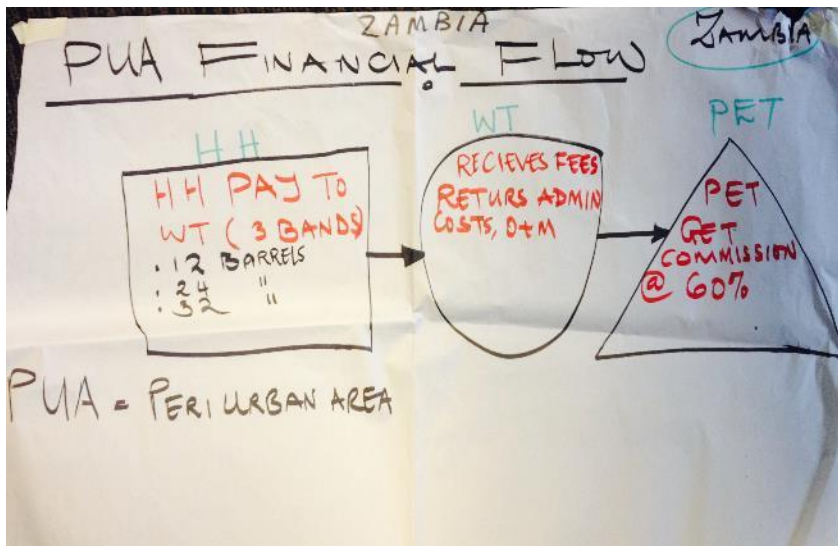 ZAMBIA
ZAMBIA
PUA FINANCIAL FLOW
HH
HH PAY TO
WT (3 BANDS)
. 12 BARRELS
. 24 "
. 32 "
WT
RECIEVES FEES
RETURS ADMIN
COSTS, O+M
PET
PET
GET
COMMISSION
@ 60%
PUA = PERI URBAN AREA